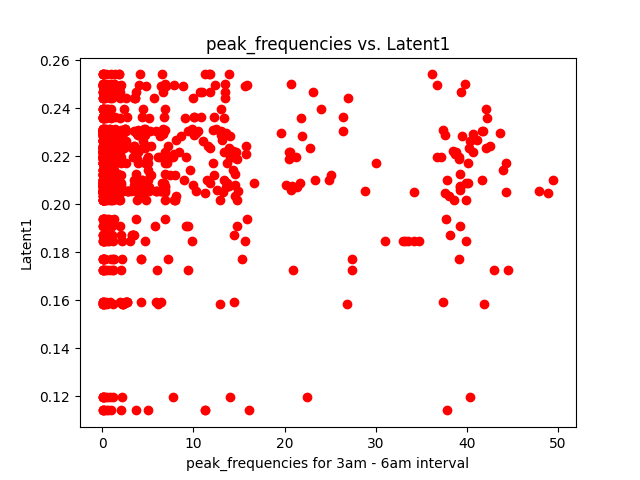 peak_frequencies vs. Latent1
0.26
0.24
0.22
0.20
0.18
0.16
0.14
0.12
Latent1
0 10 20 30 40 50
peak_frequencies for 3am - 6am interval